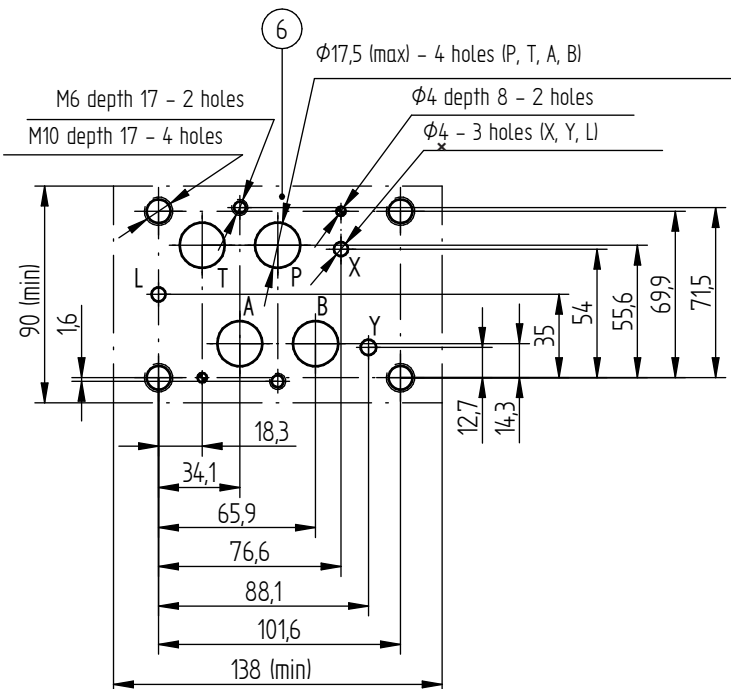 6
Φ17,5 (max) – 4 holes (P, T, A, B)
M6 depth 17 – 2 holes
Φ4 depth 8 – 2 holes
M10 depth 17 – 4 holes
Φ4 – 3 holes (X, Y, L)
T
P
X
L
A
B
Y
90 (min)
1,6
35
54
55,6
69,9
71,5
12,7
14,3
18,3
34,1
65,9
76,6
88,1
101,6
138 (min)